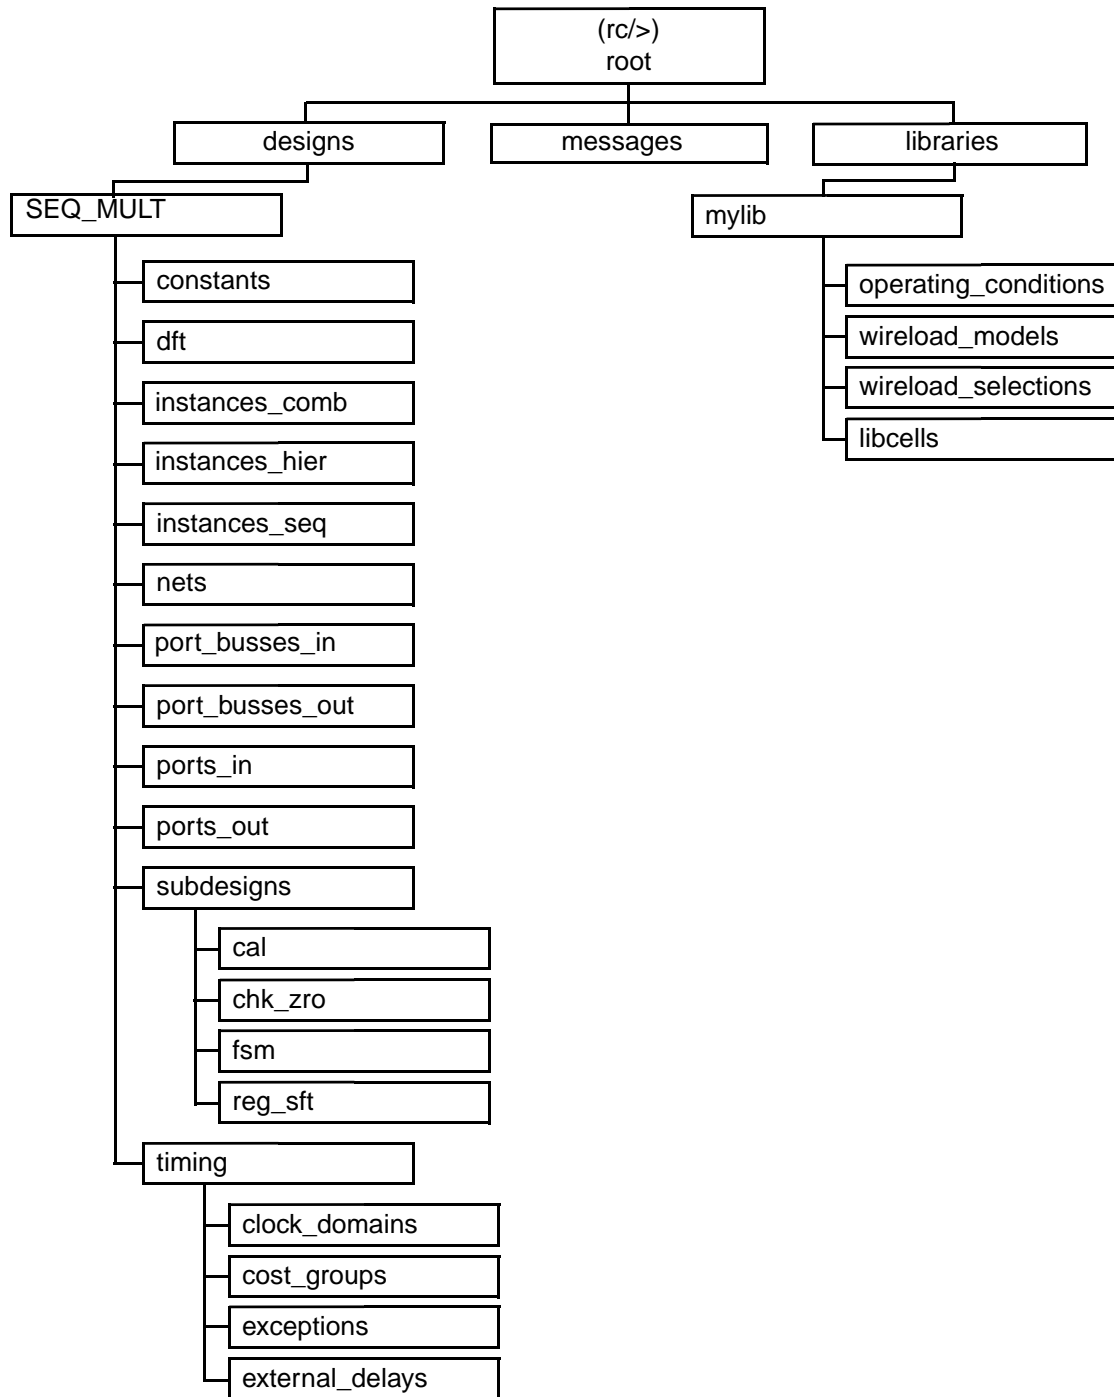 (rc/>)
root
designs
messages
libraries
SEQ_MULT
mylib
constants
dft
instances_comb
instances_hier
instances_seq
nets
port_busses_in
port_busses_out
ports_in
ports_out
subdesigns
cal
chk_zro
fsm
reg_sft
timing
clock_domains
cost_groups
exceptions
external_delays
operating_conditions
wireload_models
wireload_selections
libcells